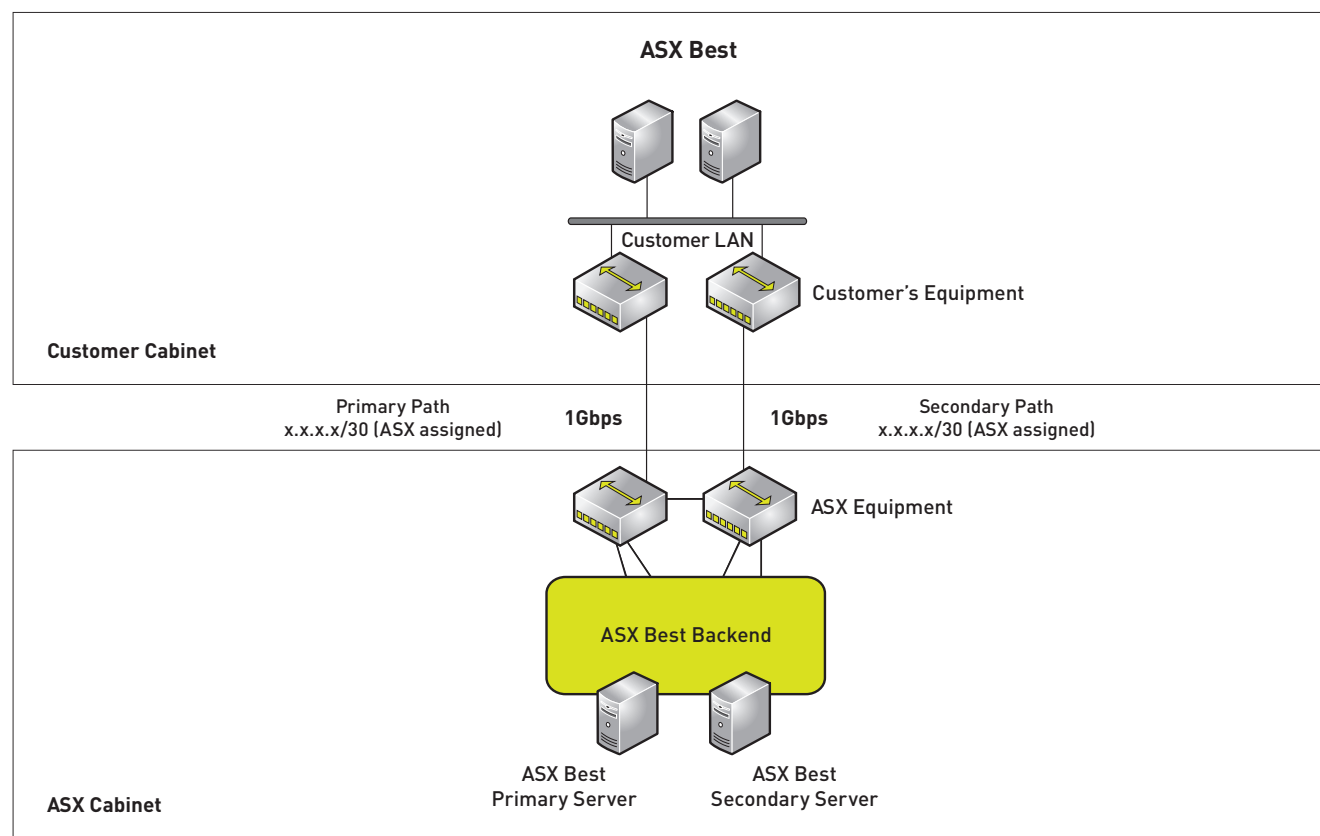 ASX Best
Customer LAN
Customer’s Equipment
Customer Cabinet
Primary Path
x.x.x.x/30 (ASX assigned)
1Gbps
1Gbps
Secondary Path
x.x.x.x/30 (ASX assigned)
ASX Equipment
ASX Best Backend
ASX Best
Primary Server
ASX Best
Secondary Server
ASX Cabinet